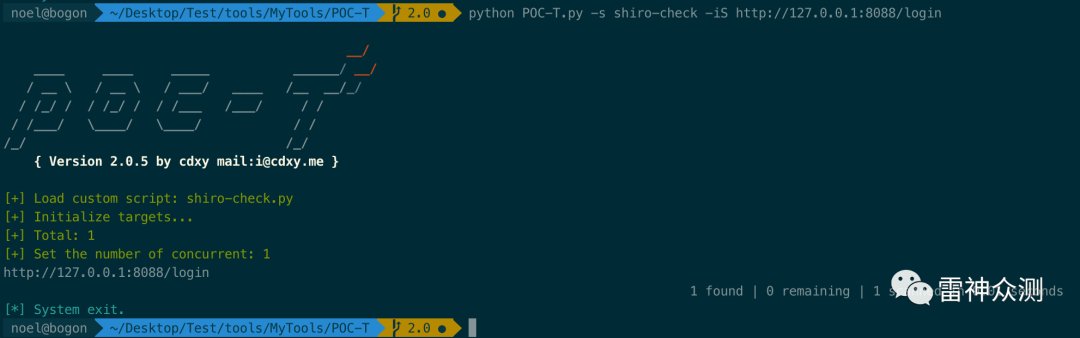 noel@bogon ~/Desktop/Test/tools/MyTools/POC-T 2.0 ● python POC-T.py -s shiro-check -iS http://127.0.0.1:8088/login
POC-T
{ Version 2.0.5 by cdxy mail:i@cdxy.me }
[+] Load custom script: shiro-check.py
[+] Initialize targets...
[+] Total: 1
[+] Set the number of concurrent: 1
http://127.0.0.1:8088/login
1 found | 0 remaining | 1 seconds
雷神众测
[*] System exit.
noel@bogon ~/Desktop/Test/tools/MyTools/POC-T 2.0 ●